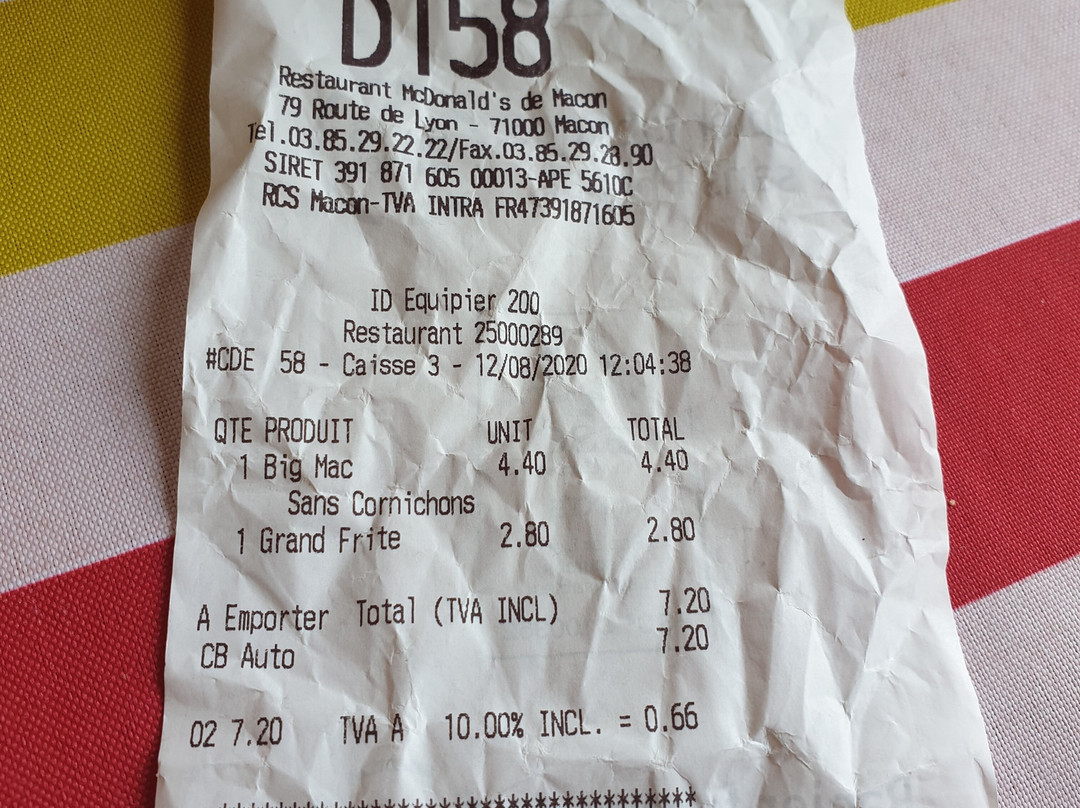 D158
Restaurant McDonald's de Macon
79 Route de Lyon - 71000 Macon
Tel.03.85.29.22.22/Fax.03.85.29.28.90
SIRET 391 871 605 00013-APE 5610C
RCS Macon-TVA INTRA FR47391871605
ID Equipier 200
Restaurant 25000289
#CDE 58 - Caisse 3 - 12/08/2020 12:04:38
QTE PRODUIT UNIT TOTAL
1 Big Mac 4.40 4.40
Sans Cornichons
1 Grand Frite 2.80 2.80
A Emporter Total (TVA INCL) 7.20
CB Auto 7.20
02 7.20 TVA A 10.00% INCL. = 0.66